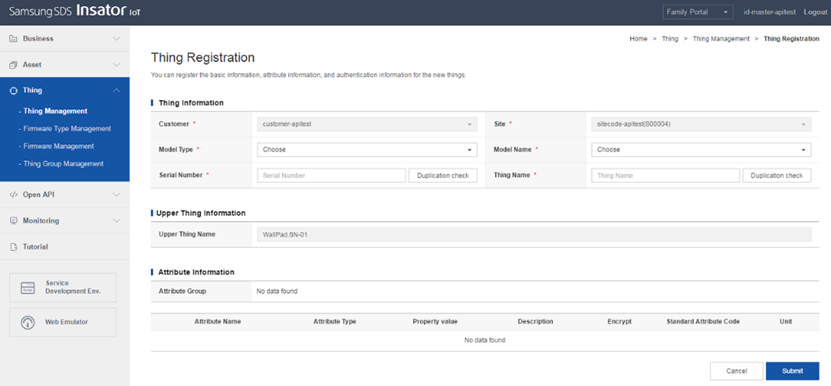 Samsung SDS Insator IoT
Family Portal
id-master-apitest
Logout
Business
Asset
Thing
- Thing Management
- Firmware Type Management
- Firmware Management
- Thing Group Management
Open API
Monitoring
Tutorial
Service
Development Env.
Web Emulator
Home > Thing > Thing Management > Thing Registration
Thing Registration
You can register the basic information, attribute information, and authentication information for the new things.
Thing Information
Customer * customer-apitest Site * sitecode-apitest(S00004)
Model Type * Choose Model Name * Choose
Serial Number * Serial Number Duplication check Thing Name * Thing Name Duplication check
Upper Thing Information
Upper Thing Name WallPad.SN-01
Attribute Information
Attribute Group No data found
Attribute Name Attribute Type Property value Description Encrypt Standard Attribute Code Unit
No data found
Cancel Submit